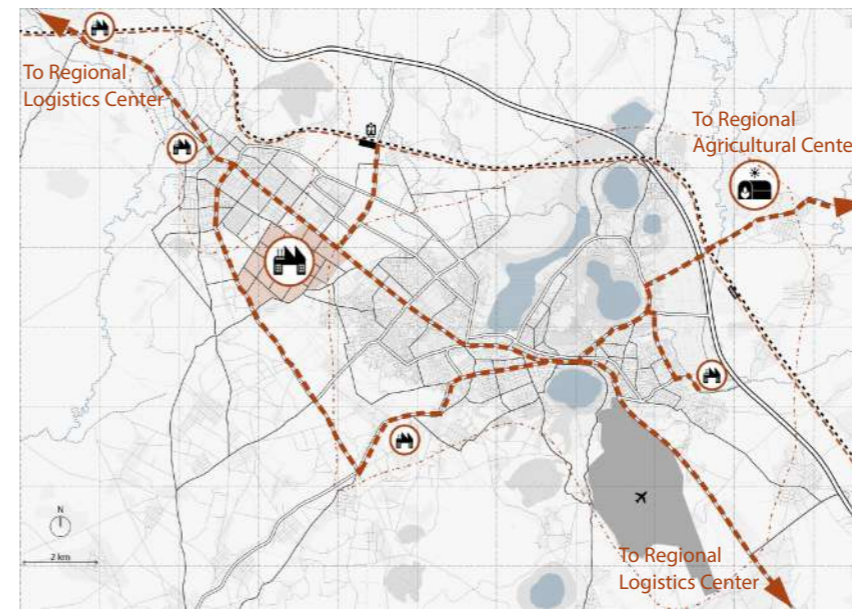 To Regional
Logistics Center
To Regional
Agricultural Cente
N
2 km
To Regional
Logistics Center